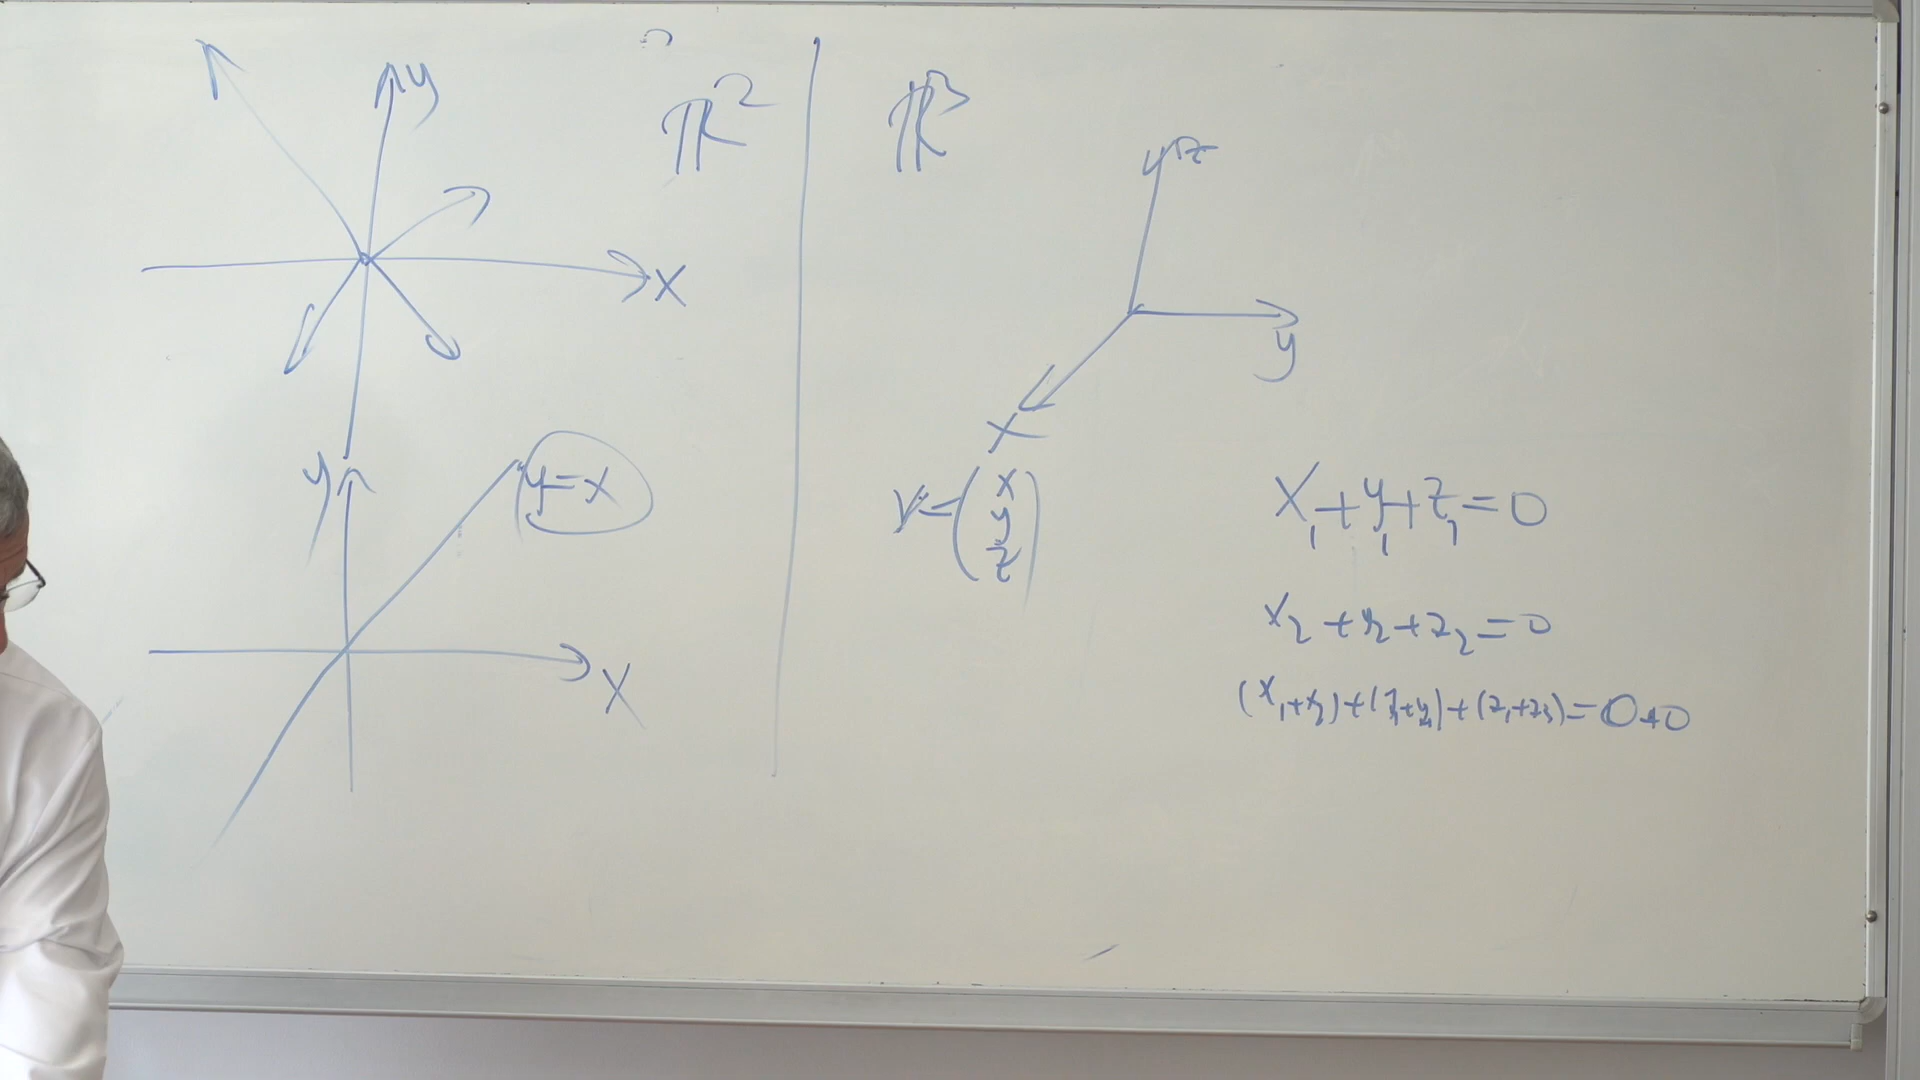 y
ℝ²
x
y
y=x
x
ℝ³
z
y
x
v=(x y z)
x₁+y₁+z₁=0
x₂+y₂+z₂=0
(x₁+x₂)+(y₁+y₂)+(z₁+z₂)=0+0